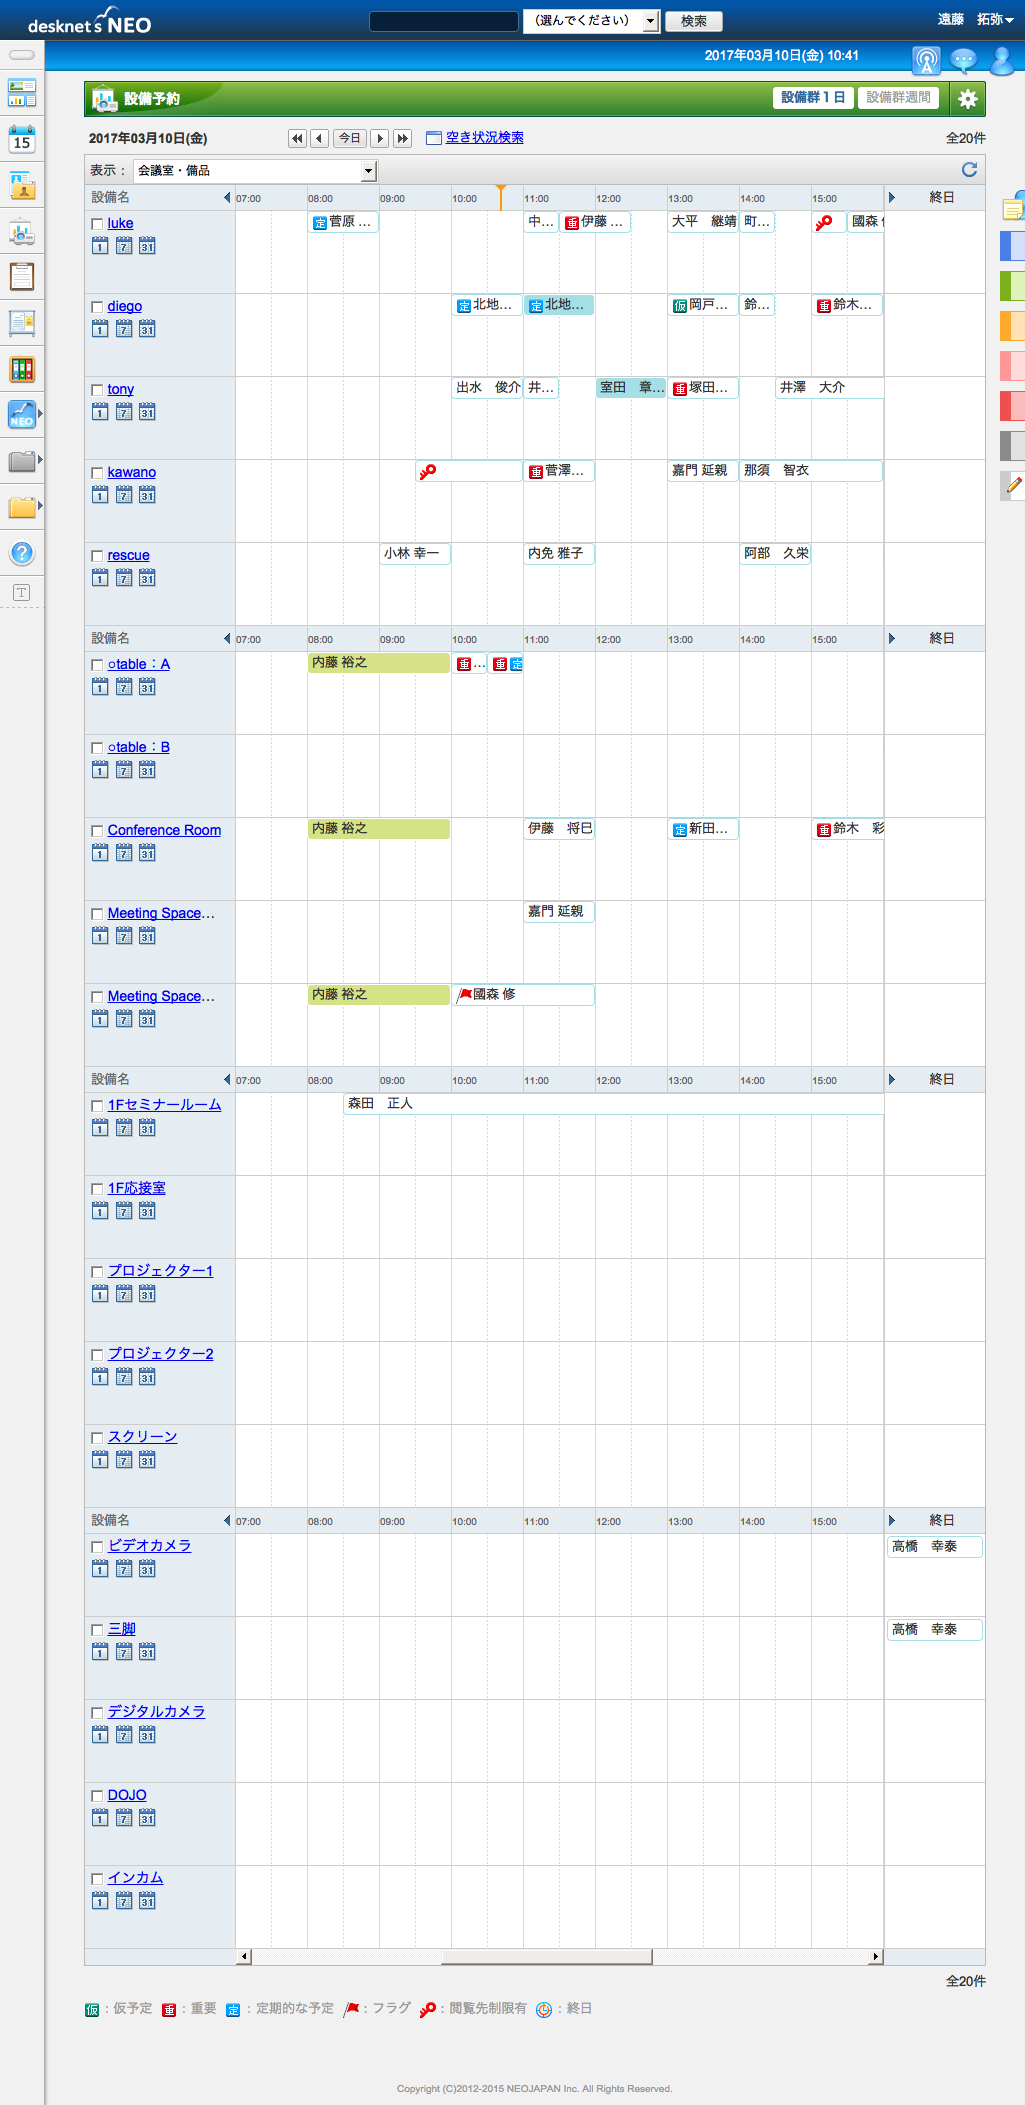 desknet's NEO
(選んでください)
検索
遠藤　拓弥
2017年03月10日(金) 10:41
設備予約
設備群1日
設備群週間
2017年03月10日(金)
今日
空き状況検索
全20件
表示： 会議室・備品
設備名 07:00 08:00 09:00 10:00 11:00 12:00 13:00 14:00 15:00 終日
luke 定 菅原 ... 中... 重 伊藤 ... 大平　継靖 町... 國森
1 7 31
diego 定 北地... 定 北地... 仮 岡戸... 鈴... 重 鈴木...
1 7 31
tony 出水　俊介 井... 室田　章... 重 塚田... 井澤　大介
1 7 31
kawano 重 菅澤... 嘉門 延親 那須　智衣
1 7 31
rescue 小林 幸一 内免 雅子 阿部　久栄
1 7 31
設備名 07:00 08:00 09:00 10:00 11:00 12:00 13:00 14:00 15:00 終日
○table：A 内藤 裕之 重 ... 重 定
1 7 31
○table：B
1 7 31
Conference Room 内藤 裕之 伊藤　将巳 定 新田... 重 鈴木　彩
1 7 31
Meeting Space... 嘉門 延親
1 7 31
Meeting Space... 内藤 裕之 國森 修
1 7 31
設備名 07:00 08:00 09:00 10:00 11:00 12:00 13:00 14:00 15:00 終日
1Fセミナールーム 森田　正人
1 7 31
1F応接室
1 7 31
プロジェクター1
1 7 31
プロジェクター2
1 7 31
スクリーン
1 7 31
設備名 07:00 08:00 09:00 10:00 11:00 12:00 13:00 14:00 15:00 終日
ビデオカメラ 高橋　幸泰
1 7 31
三脚 高橋　幸泰
1 7 31
デジタルカメラ
1 7 31
DOJO
1 7 31
インカム
1 7 31
全20件
仮：仮予定 重：重要 定：定期的な予定 ：フラグ ：閲覧先制限有 ：終日
Copyright (C)2012-2015 NEOJAPAN Inc. All Rights Reserved.
15
NEO
?
T